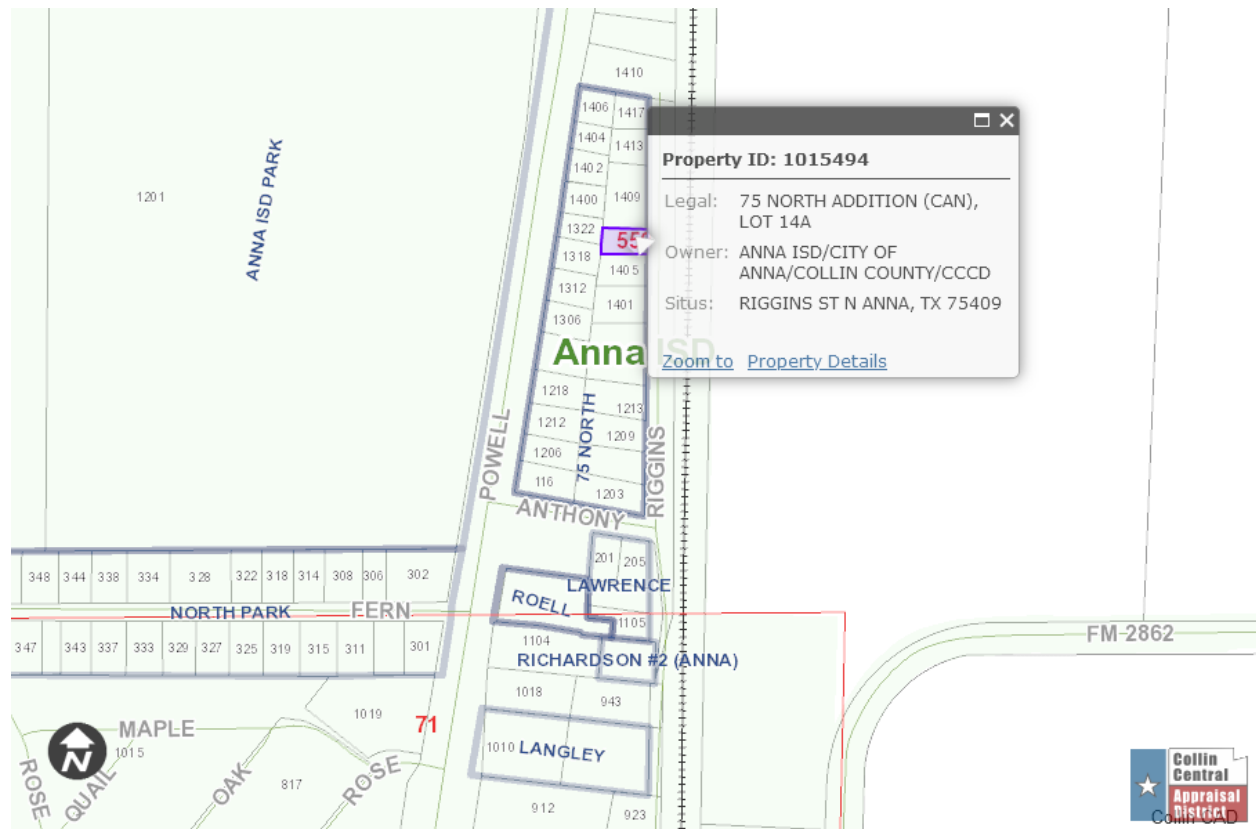 1410
1406
1417
1404
1413
1402
1400
1409
1322
1318
1405
1312
1401
1306
Property ID: 1015494
Legal: 75 NORTH ADDITION (CAN),
LOT 14A
Owner: ANNA ISD/CITY OF
ANNA/COLLIN COUNTY/CCCD
Situs: RIGGINS ST N ANNA, TX 75409
Zoom to Property Details
1201
ANNA ISD PARK
Anna ISD
1218
1213
1212
1209
1206
75 NORTH
116
1203
POWELL
RIGGINS
ANTHONY
201
205
LAWRENCE
ROELL
1105
348
344
338
334
328
322
318
314
308
306
302
NORTH PARK
FERN
347
343
337
333
329
327
325
319
315
311
301
1104
RICHARDSON #2 (ANNA)
FM 2862
1018
943
1019
71
MAPLE
1015
N
ROSE
QUAIL
OAK
817
ROSE
1010
LANGLEY
912
923
Collin
Central
Appraisal
District
Collin CAD